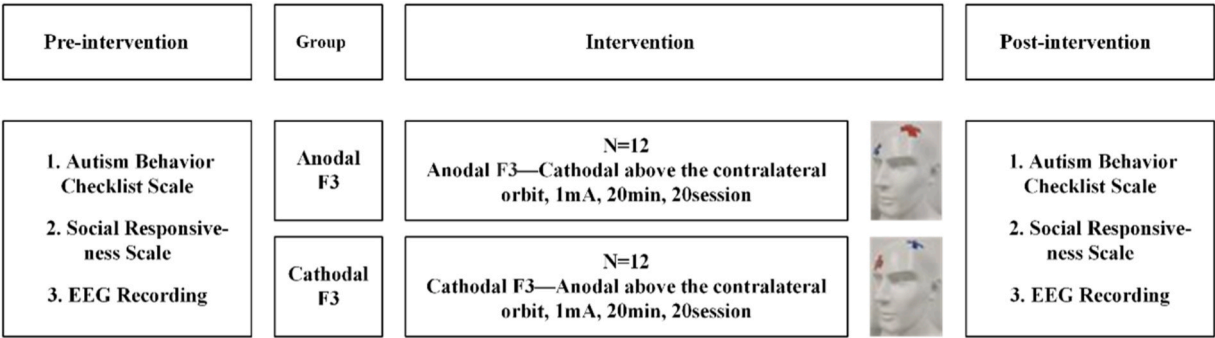 Pre-intervention
Group
Intervention
Post-intervention
1. Autism Behavior
Checklist Scale
2. Social Responsive-
ness Scale
3. EEG Recording
Anodal
F3
N=12
Anodal F3—Cathodal above the contralateral
orbit, 1mA, 20min, 20session
Cathodal
F3
N=12
Cathodal F3—Anodal above the contralateral
orbit, 1mA, 20min, 20session
1. Autism Behavior
Checklist Scale
2. Social Responsive-
ness Scale
3. EEG Recording